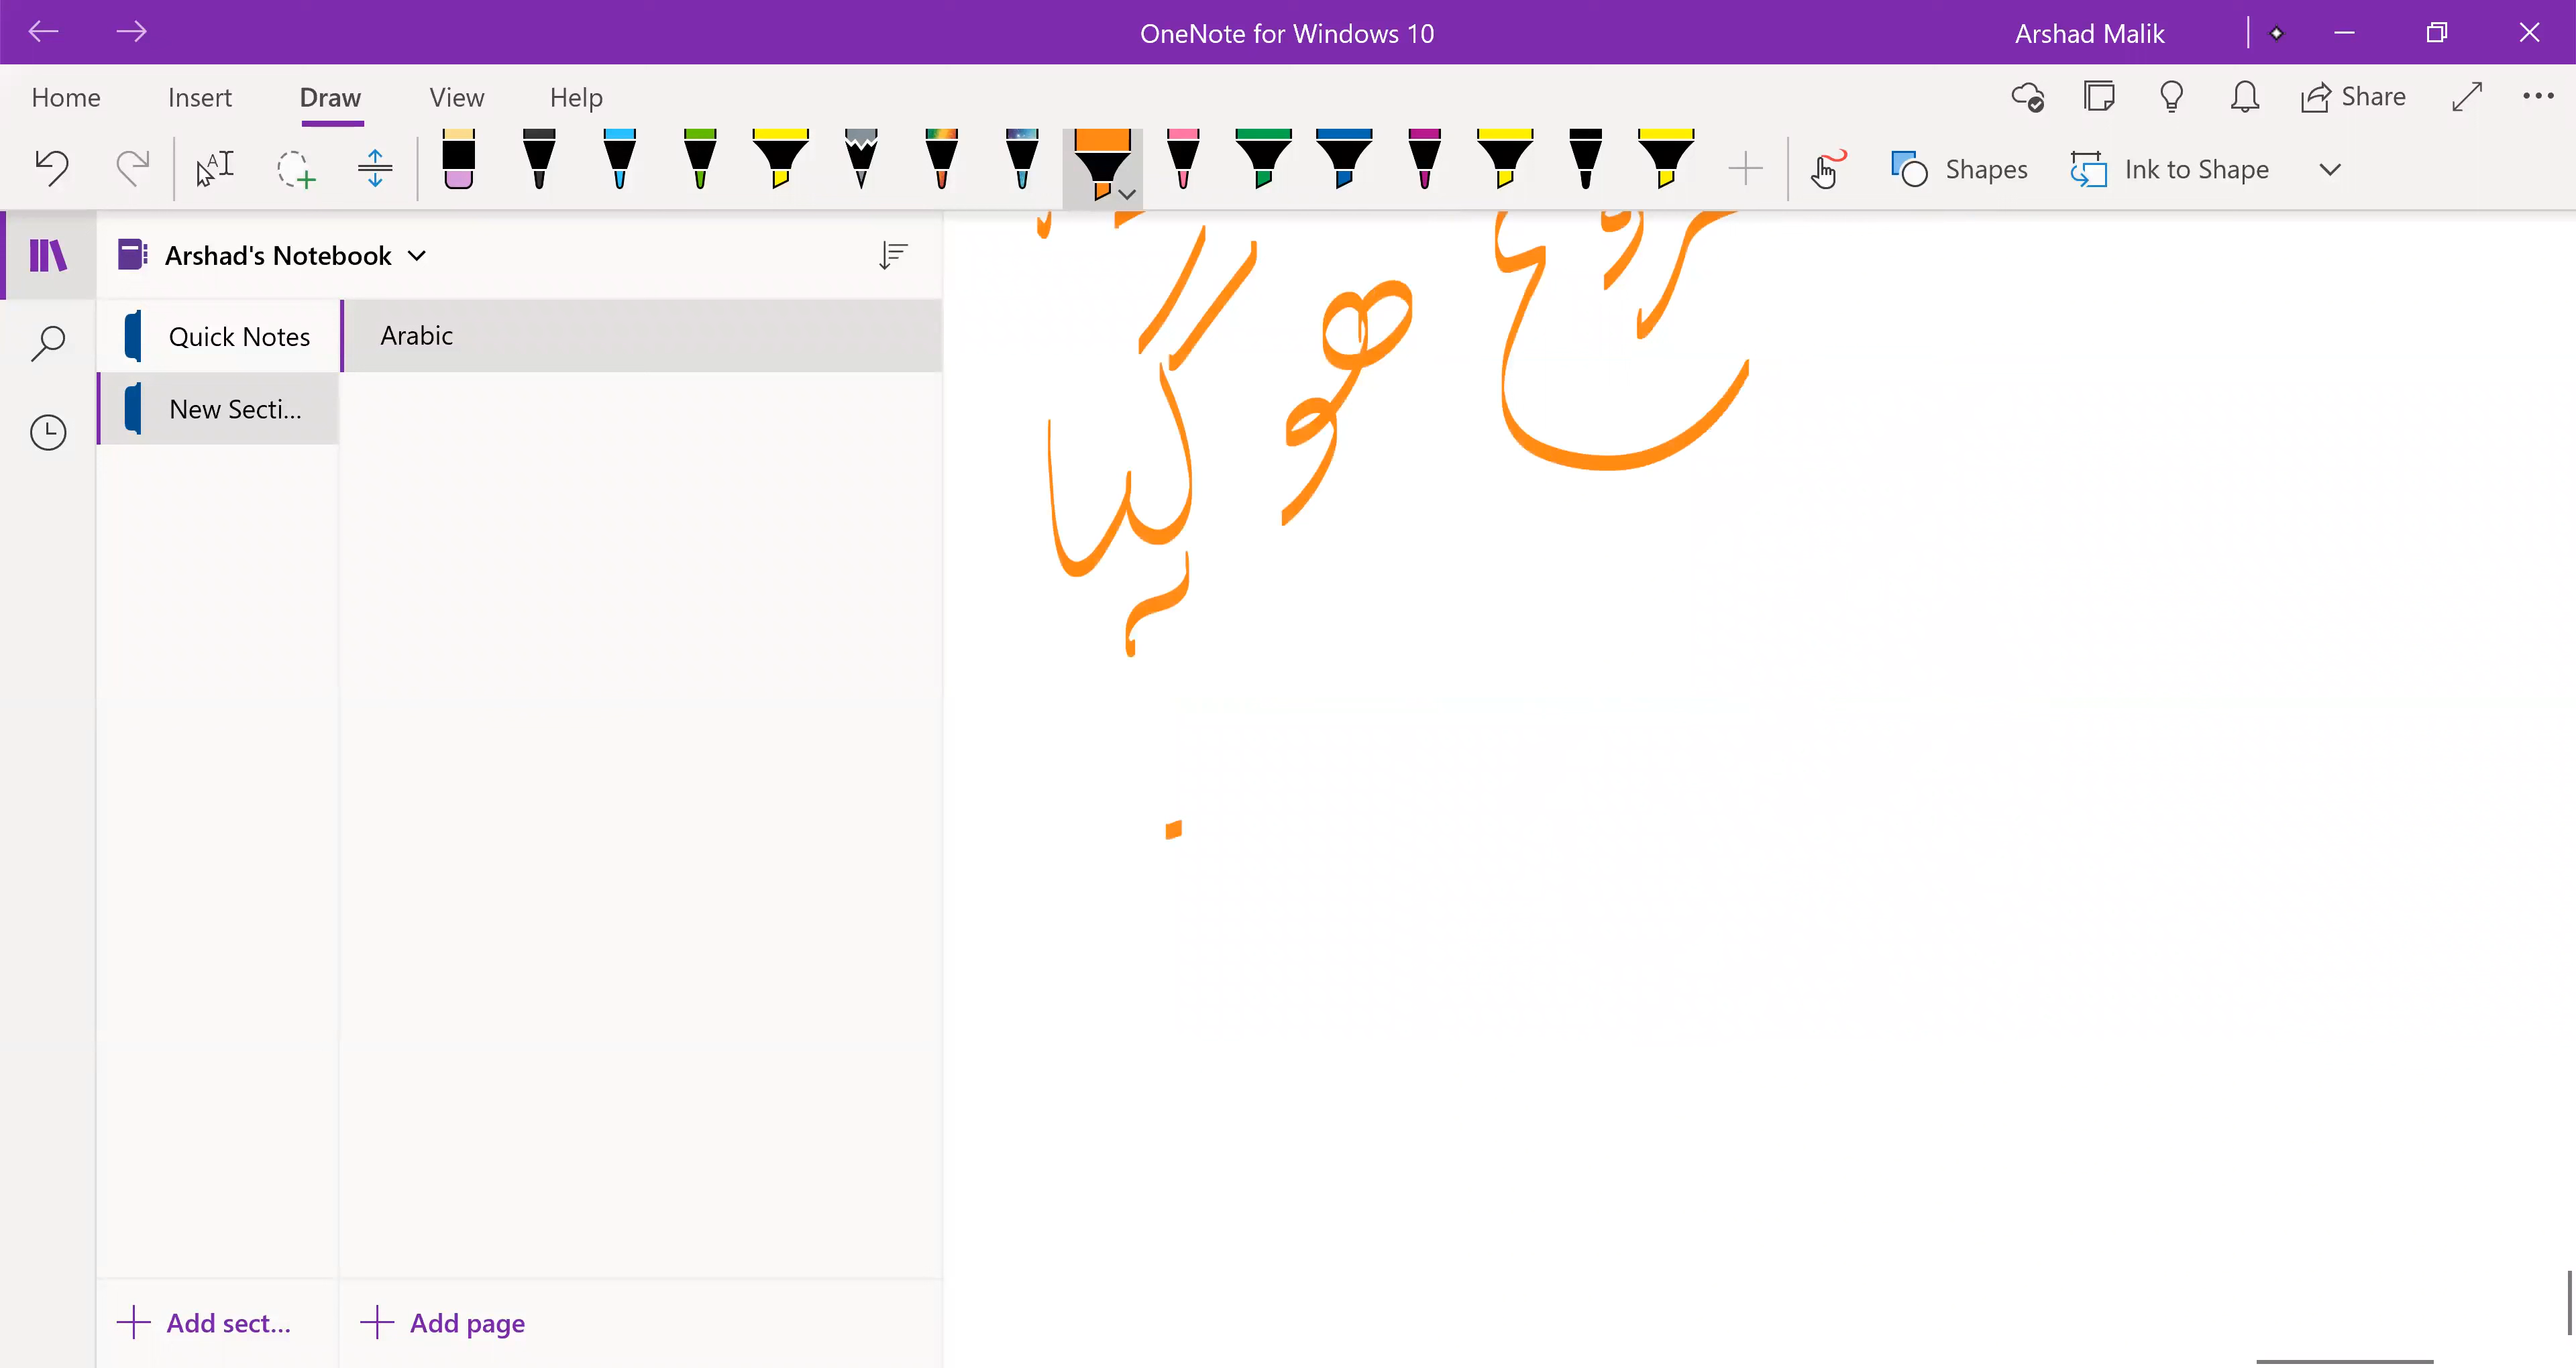 OneNote for Windows 10
Arshad Malik
Home Insert Draw View Help
Share
Shapes
Ink to Shape
Arshad's Notebook
Quick Notes
Arabic
New Secti...
ہو گیا
Add sect...
Add page